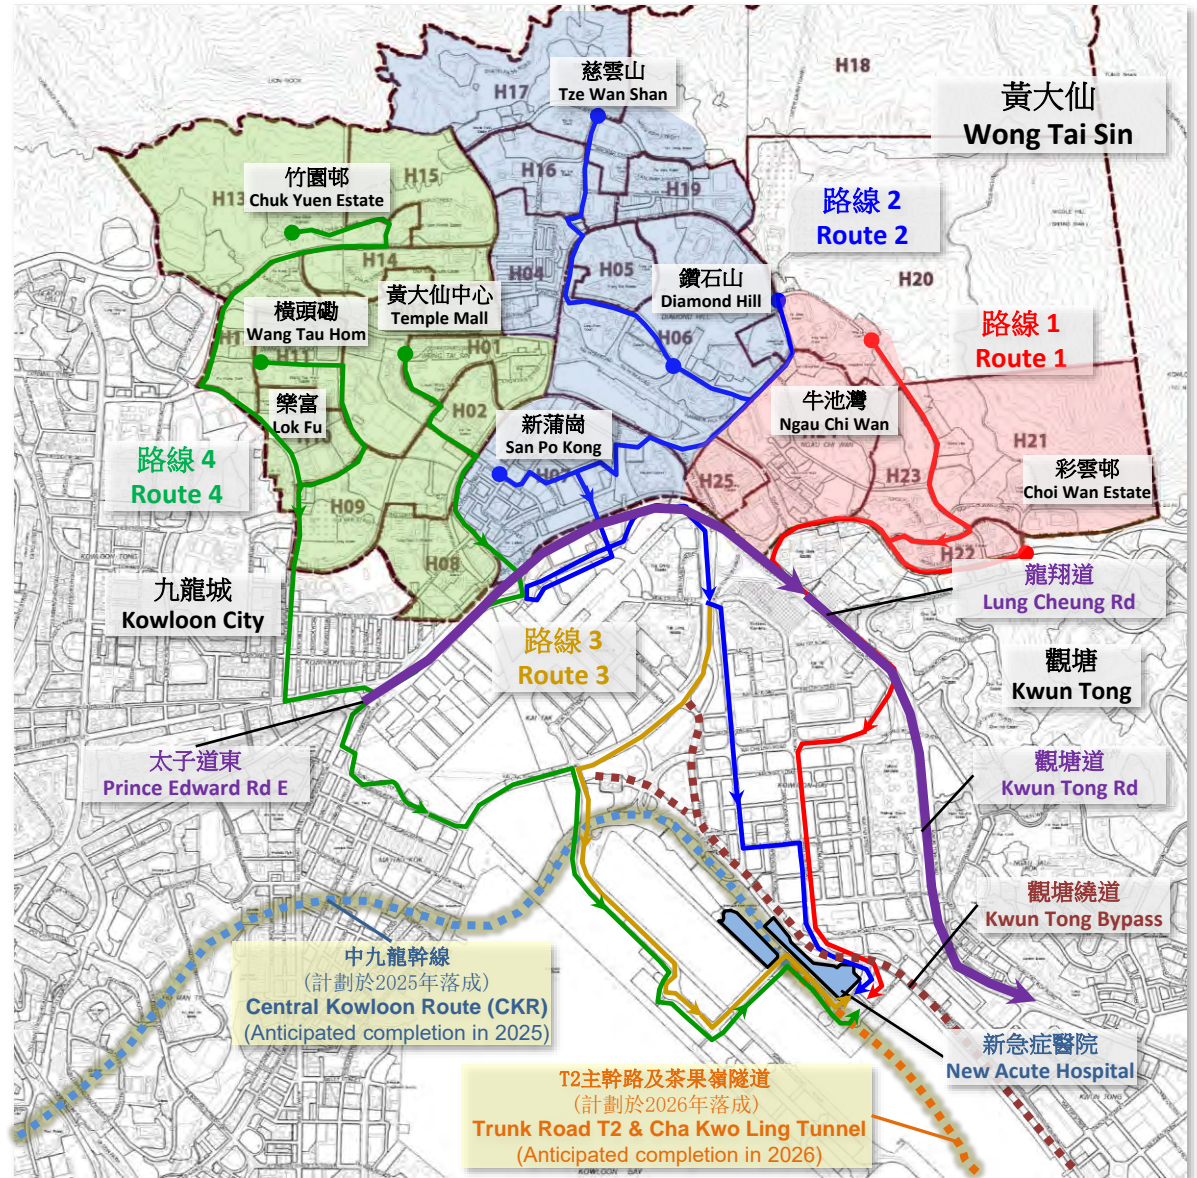 慈雲山
Tze Wan Shan
H18
黃大仙
Wong Tai Sin
H17
H16
H19
H15
H13
竹園邨
Chuk Yuen Estate
路線 2
Route 2
H14
H04
H05
鑽石山
Diamond Hill
H20
黃大仙中心
Temple Mall
橫頭磡
Wang Tau Hom
H11
H01
H06
路線 1
Route 1
樂富
Lok Fu
H02
新蒲崗
San Po Kong
牛池灣
Ngau Chi Wan
H21
路線 4
Route 4
H07
H25
H23
彩雲邨
Choi Wan Estate
H09
H08
H22
九龍城
Kowloon City
龍翔道
Lung Cheung Rd
路線 3
Route 3
觀塘
Kwun Tong
太子道東
Prince Edward Rd E
觀塘道
Kwun Tong Rd
觀塘繞道
Kwun Tong Bypass
中九龍幹線
(計劃於2025年落成)
Central Kowloon Route (CKR)
(Anticipated completion in 2025)
新急症醫院
New Acute Hospital
T2主幹路及茶果嶺隧道
(計劃於2026年落成)
Trunk Road T2 & Cha Kwo Ling Tunnel
(Anticipated completion in 2026)
KOWLOON BAY